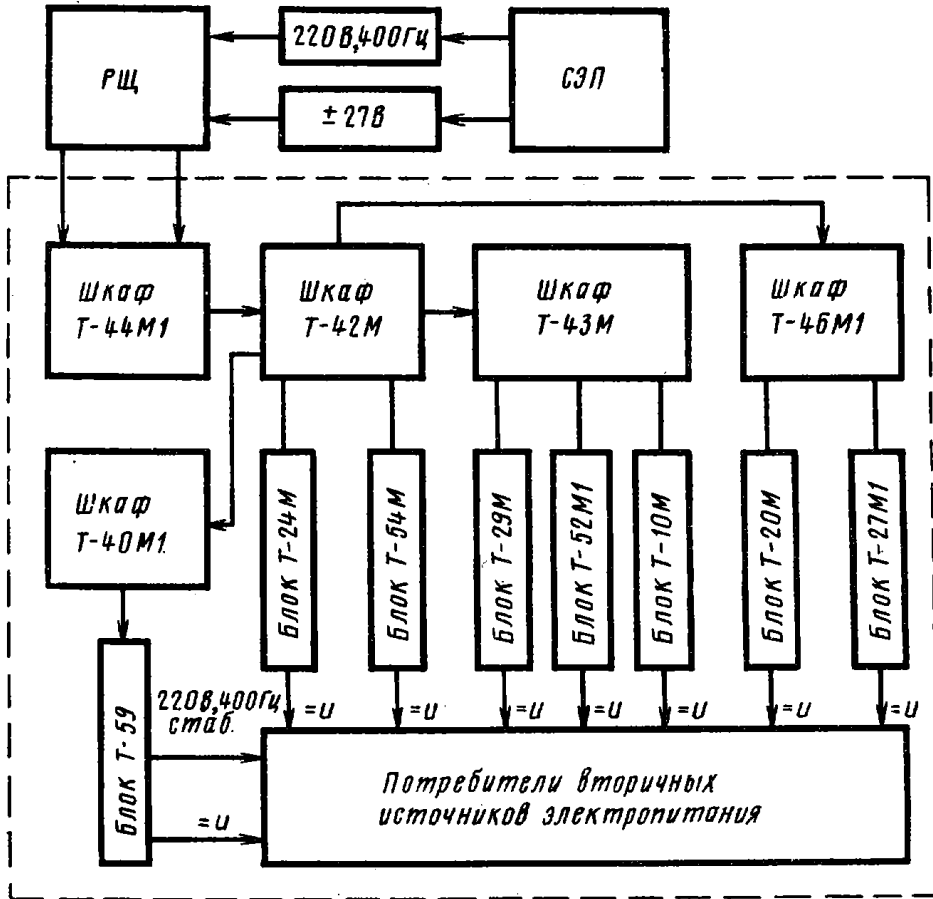 РЩ
220В, 400Гц
СЭП
± 27В
Шкаф
Т-44М1
Шкаф
Т-42М
Шкаф
Т-43М
Шкаф
Т-46М1
Шкаф
Т-40М1
Блок Т-24М
Блок Т-54М
Блок Т-29М
Блок Т-52М1
Блок Т-10М
Блок Т-20М
Блок Т-27М1
Блок Т-59
220В, 400Гц
стаб.
=u
=u
=u
=u
=u
=u
=u
=u
Потребители вторичных
источников электропитания